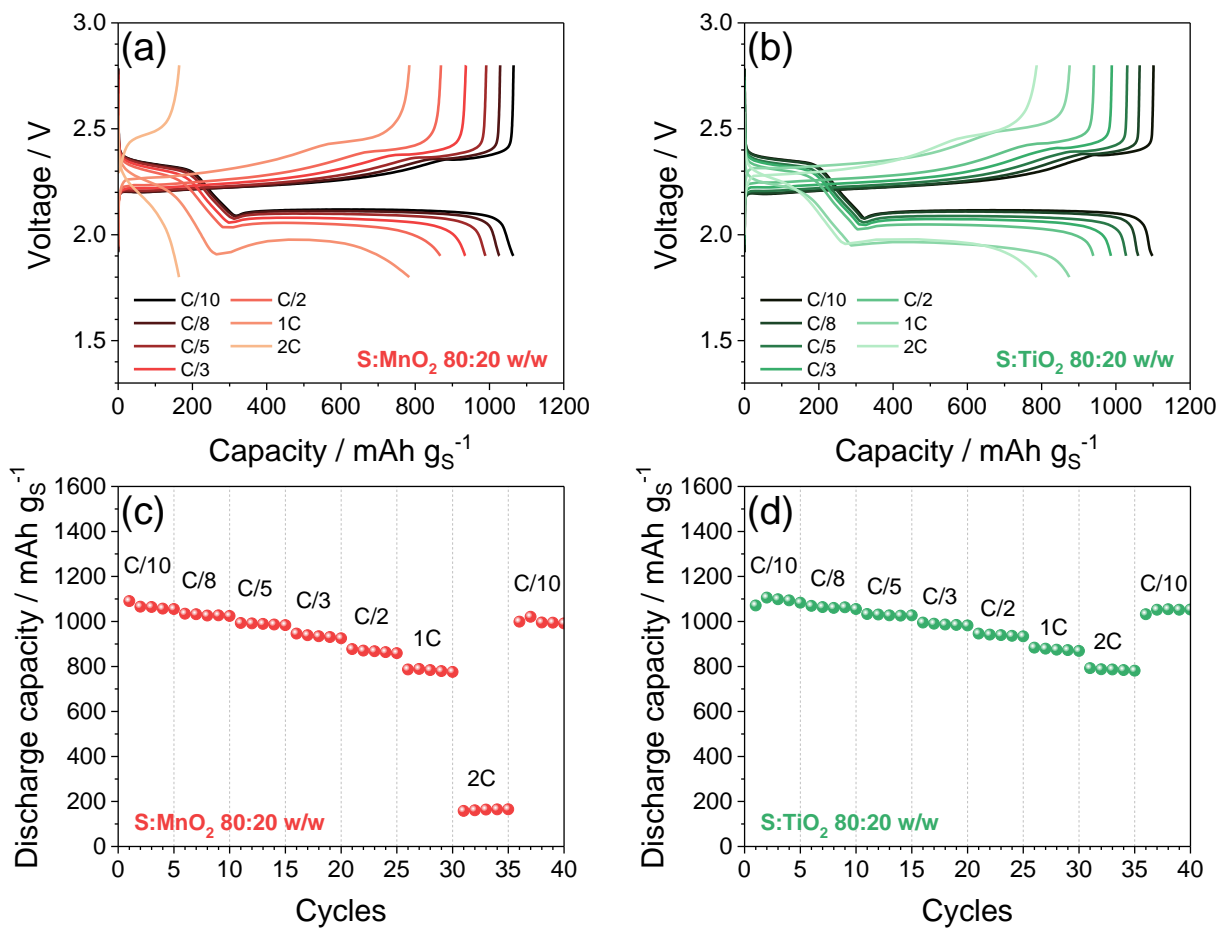 (a)
3.0
2.5
2.0
1.5
Voltage / V
C/10
C/8
C/5
C/3
C/2
1C
2C
S:MnO₂ 80:20 w/w
0 200 400 600 800 1000 1200
Capacity / mAh gS⁻¹
(b)
3.0
2.5
2.0
1.5
Voltage / V
C/10
C/8
C/5
C/3
C/2
1C
2C
S:TiO₂ 80:20 w/w
0 200 400 600 800 1000 1200
Capacity / mAh gS⁻¹
(c)
1600
1400
1200
1000
800
600
400
200
0
Discharge capacity / mAh gS⁻¹
C/10
C/8
C/5
C/3
C/2
1C
2C
C/10
S:MnO₂ 80:20 w/w
0 5 10 15 20 25 30 35 40
Cycles
(d)
1600
1400
1200
1000
800
600
400
200
0
Discharge capacity / mAh gS⁻¹
C/10
C/8
C/5
C/3
C/2
1C
2C
C/10
S:TiO₂ 80:20 w/w
0 5 10 15 20 25 30 35 40
Cycles